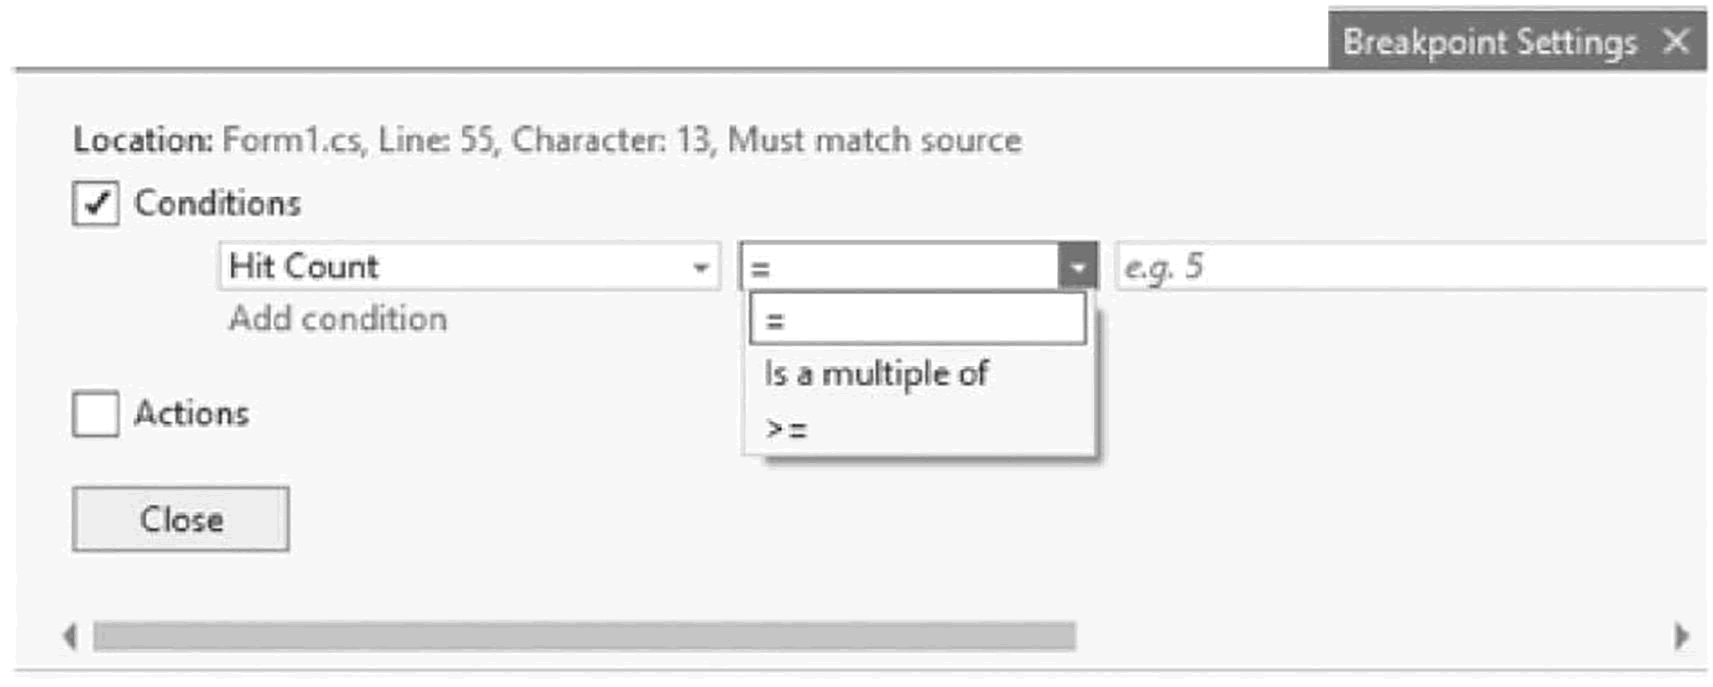 Breakpoint Settings
Location: Form1.cs, Line: 55, Character: 13, Must match source
Conditions
Hit Count = e.g. 5
Add condition
=
Is a multiple of
>=
Actions
Close